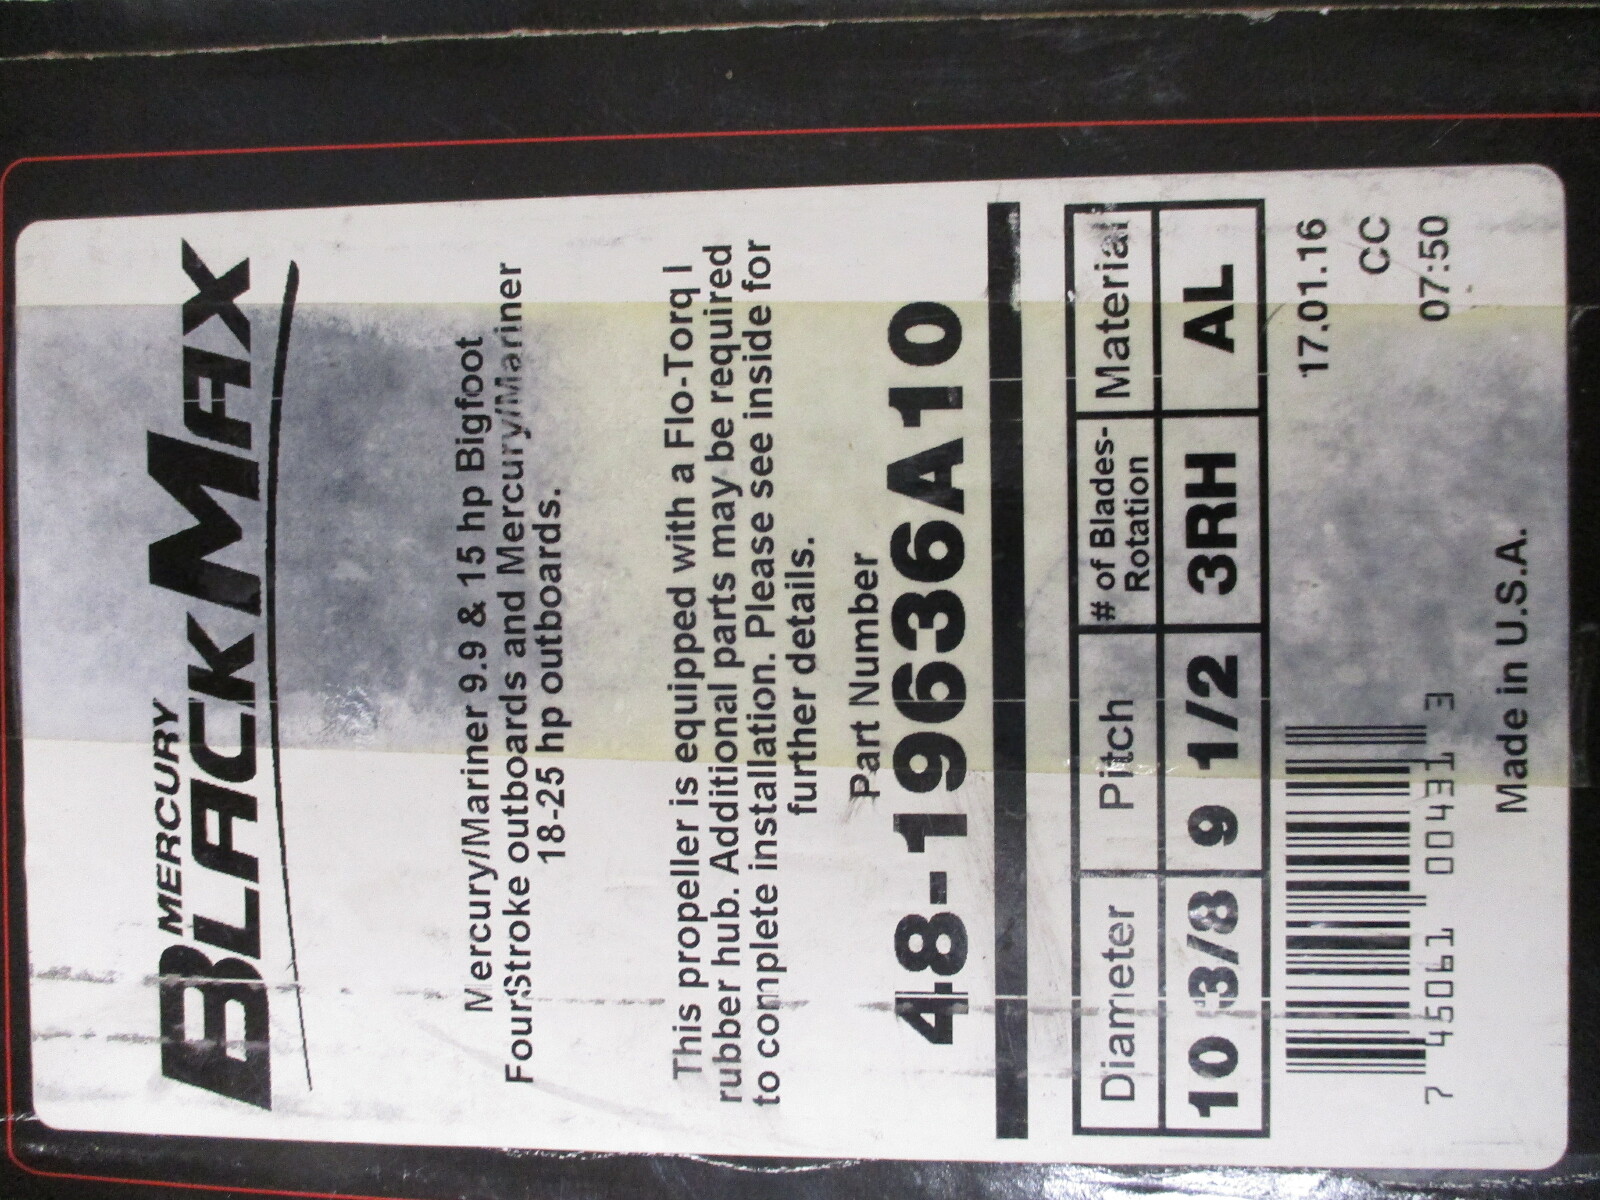 MERCURY
BLACK MAX
Mercury/Mariner 9.9 & 15 hp Bigfoot
FourStroke outboards and Mercury/Mariner
18-25 hp outboards.
This propeller is equipped with a Flo-Torq I
rubber hub. Additional parts may be required
to complete installation. Please see inside for
further details.
Part Number
48-19636A10
Diameter Pitch # of Blades-Rotation Material
10 3/8 9 1/2 3RH AL
17.01.16
CC
07:50
7 45061 00431 3
Made in U.S.A.